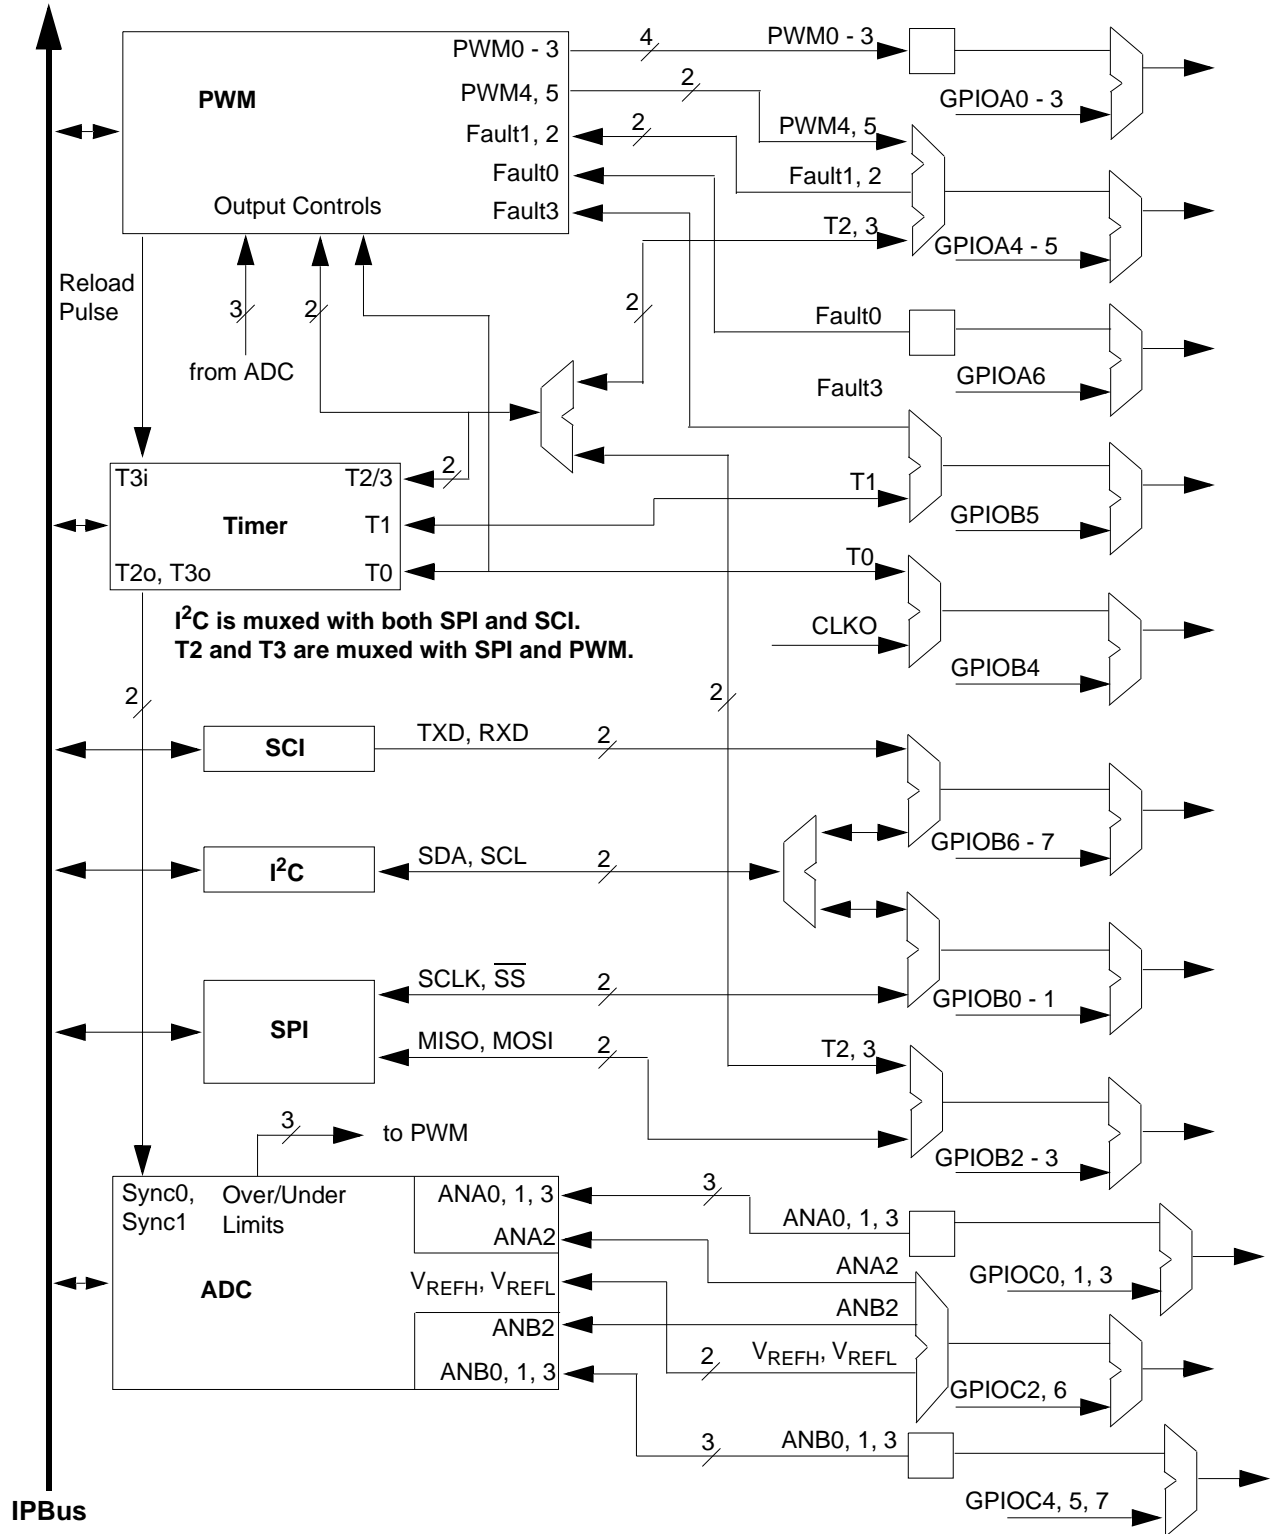 PWM0 - 3
4
PWM0 - 3
PWM
PWM4, 5
2
GPIOA0 - 3
Fault1, 2
2
PWM4, 5
Fault0
Fault1, 2
Output Controls
Fault3
T2, 3
GPIOA4 - 5
Reload
Pulse
3
2
2
Fault0
from ADC
GPIOA6
Fault3
T3i
T2/3
2
T1
Timer
T1
GPIOB5
T2o, T3o
T0
T0
I²C is muxed with both SPI and SCI.
T2 and T3 are muxed with SPI and PWM.
CLKO
GPIOB4
2
2
SCI
TXD, RXD
2
GPIOB6 - 7
I²C
SDA, SCL
2
SCLK, S̅S̅
2
GPIOB0 - 1
SPI
MISO, MOSI
2
T2, 3
3
to PWM
GPIOB2 - 3
Sync0,
Sync1
Over/Under
Limits
ANA0, 1, 3
3
ANA0, 1, 3
ANA2
ANA2
GPIOC0, 1, 3
ADC
VREFH, VREFL
ANB2
ANB2
2
VREFH, VREFL
ANB0, 1, 3
GPIOC2, 6
3
ANB0, 1, 3
GPIOC4, 5, 7
IPBus